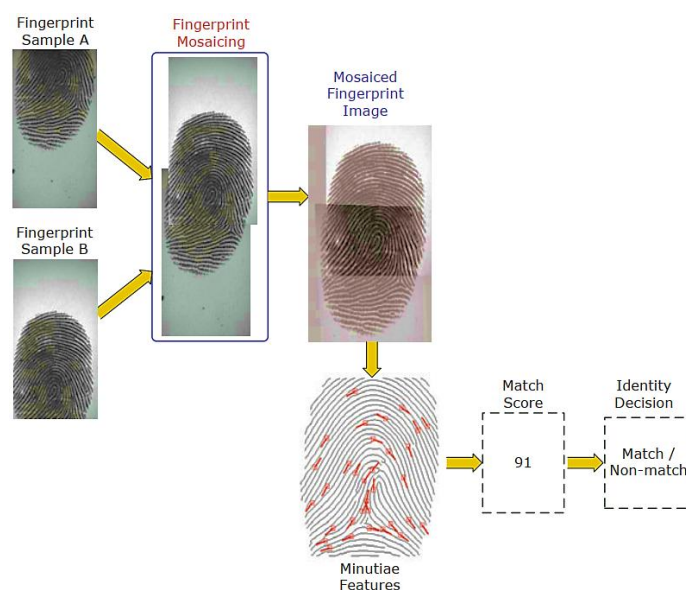 Fingerprint
Sample A
Fingerprint
Mosaicing
Mosaiced
Fingerprint
Image
Fingerprint
Sample B
Match
Score
Identity
Decision
91
Match /
Non-match
Minutiae
Features